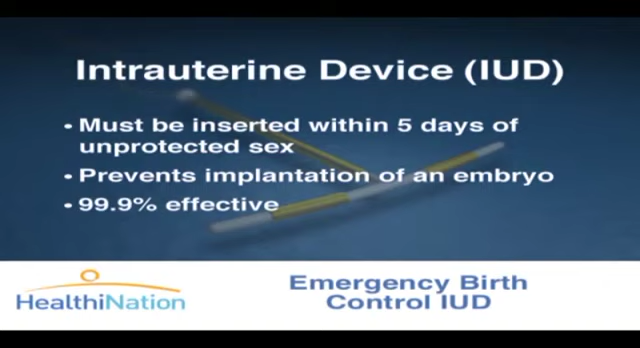 Intrauterine Device (IUD)
• Must be inserted within 5 days of
unprotected sex
• Prevents implantation of an embryo
• 99.9% effective
HealthiNation
Emergency Birth
Control IUD